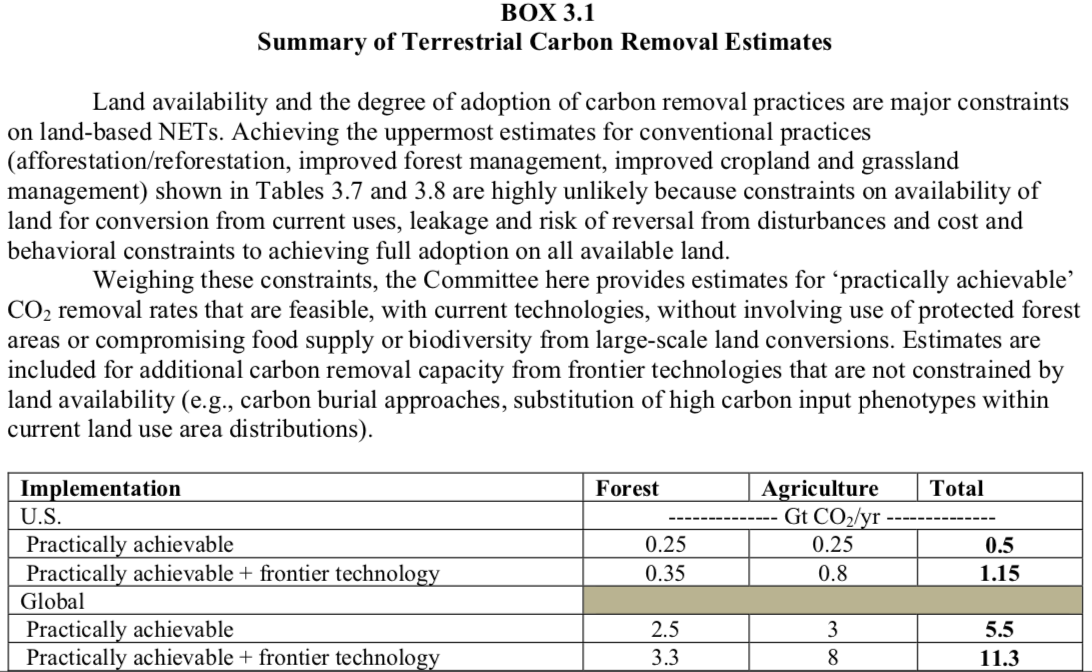 BOX 3.1
Summary of Terrestrial Carbon Removal Estimates
Land availability and the degree of adoption of carbon removal practices are major constraints
on land-based NETs. Achieving the uppermost estimates for conventional practices
(afforestation/reforestation, improved forest management, improved cropland and grassland
management) shown in Tables 3.7 and 3.8 are highly unlikely because constraints on availability of
land for conversion from current uses, leakage and risk of reversal from disturbances and cost and
behavioral constraints to achieving full adoption on all available land.
Weighing these constraints, the Committee here provides estimates for ‘practically achievable’
CO₂ removal rates that are feasible, with current technologies, without involving use of protected forest
areas or compromising food supply or biodiversity from large-scale land conversions. Estimates are
included for additional carbon removal capacity from frontier technologies that are not constrained by
land availability (e.g., carbon burial approaches, substitution of high carbon input phenotypes within
current land use area distributions).
Implementation Forest Agriculture Total
U.S. -------------- Gt CO₂/yr --------------
Practically achievable 0.25 0.25 0.5
Practically achievable + frontier technology 0.35 0.8 1.15
Global
Practically achievable 2.5 3 5.5
Practically achievable + frontier technology 3.3 8 11.3